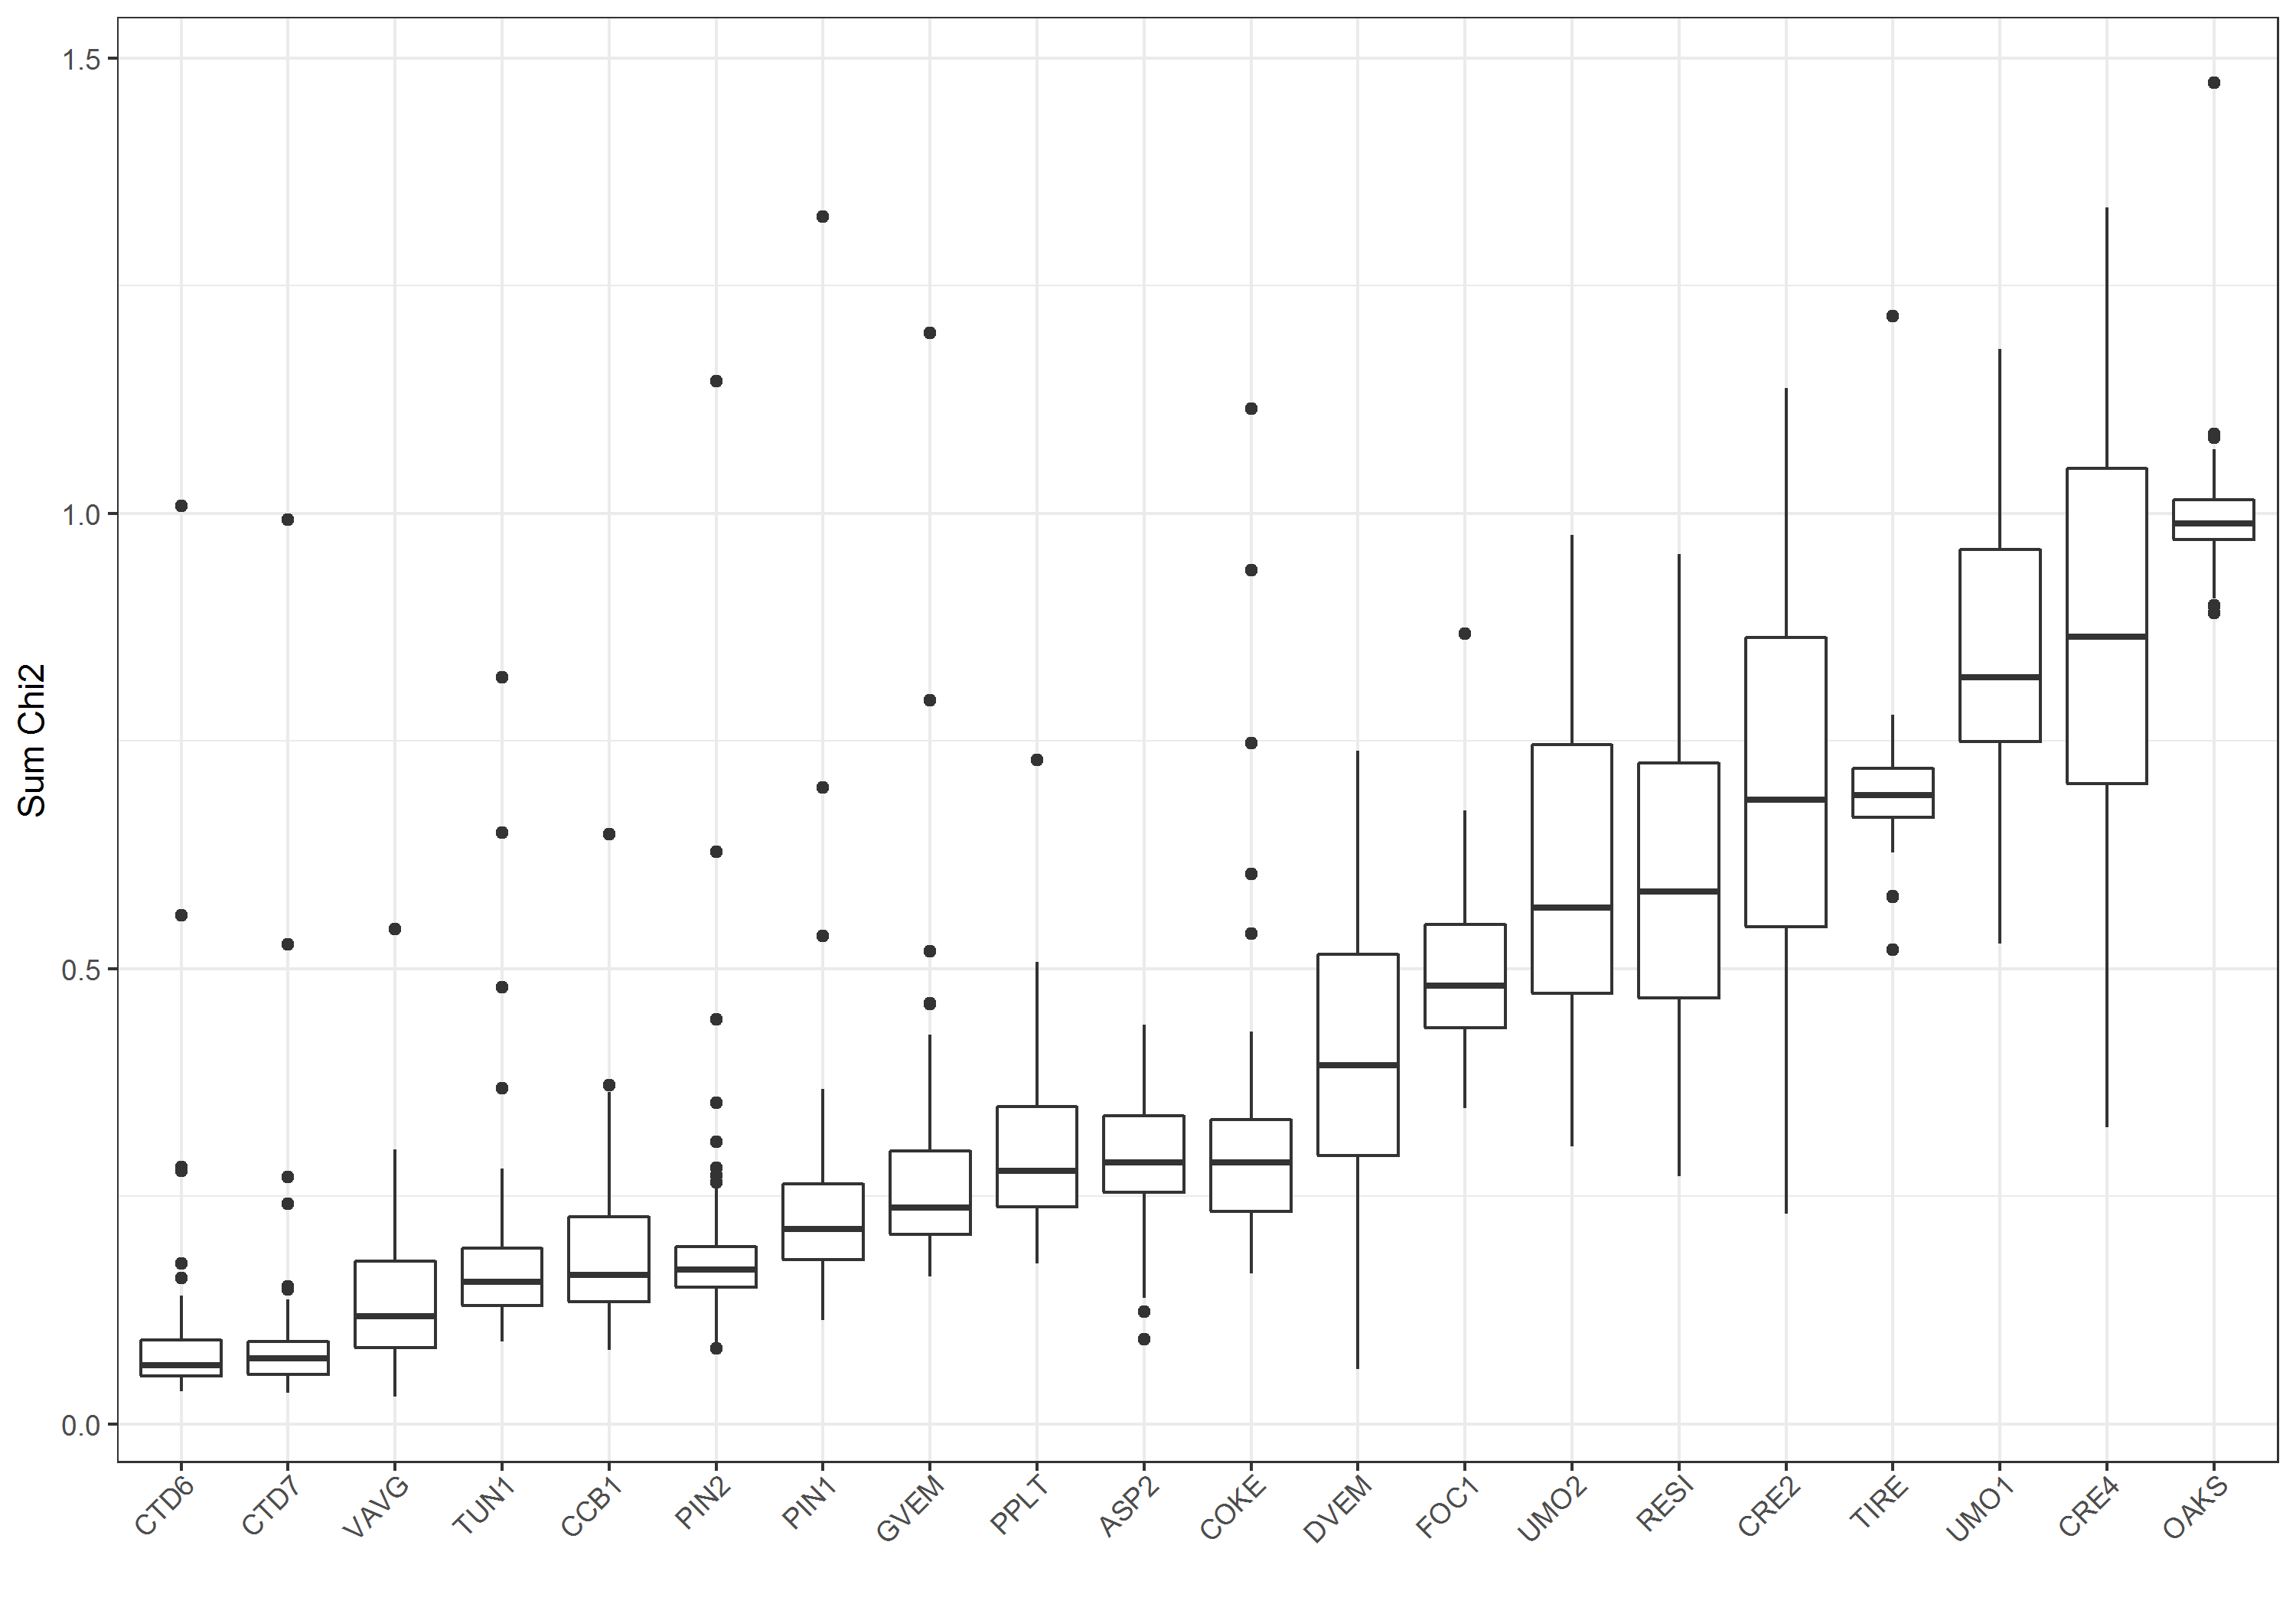 Sum Chi2
1.5
1.0
0.5
0.0
CTD6
CTD7
VAVG
TUN1
CCB1
PIN2
PIN1
GVEM
PPLT
ASP2
COKE
DVEM
FOC1
UMO2
RESI
CRE2
TIRE
UMO1
CRE4
OAKS